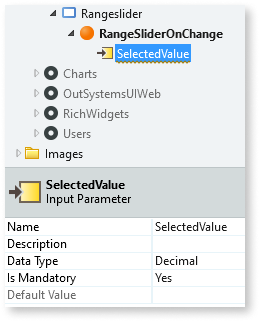 Rangeslider
RangeSliderOnChange
SelectedValue
Charts
OutSystemsUIWeb
RichWidgets
Users
Images
SelectedValue
Input Parameter
Name SelectedValue
Description
Data Type Decimal
Is Mandatory Yes
Default Value